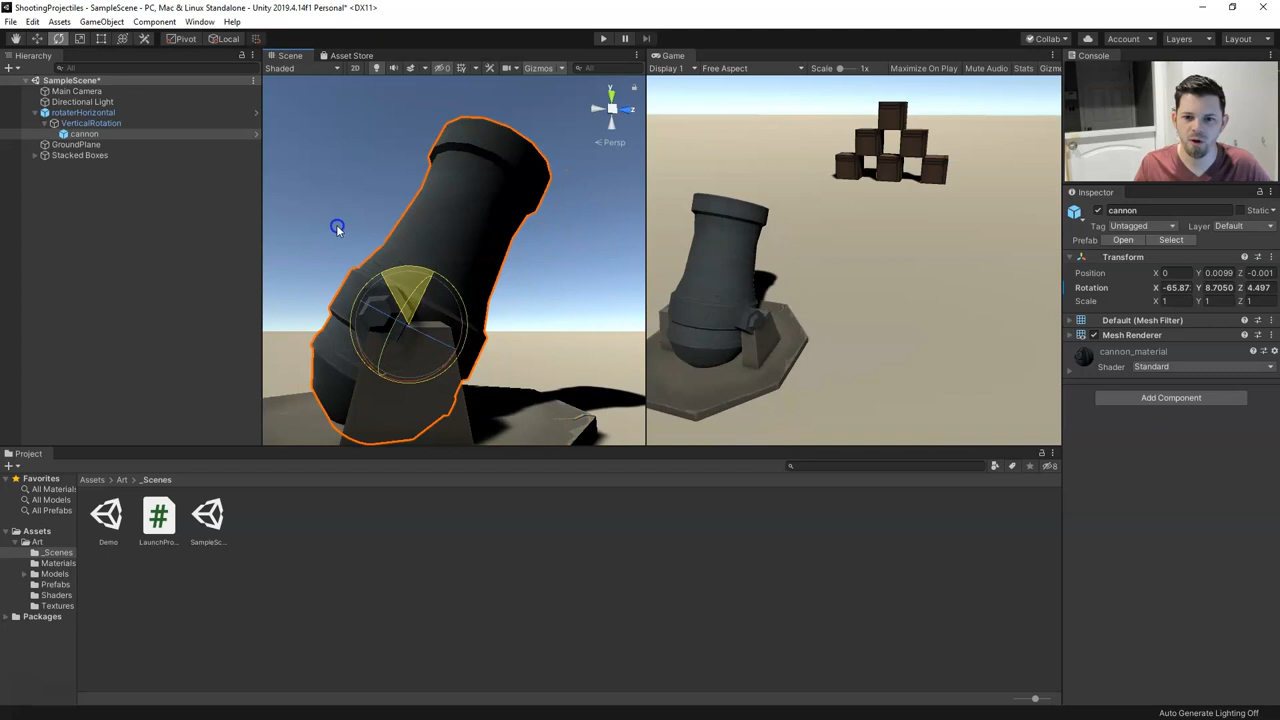 ShootingProjectiles - SampleScene - PC, Mac & Linux Standalone - Unity 2019.4.14f1 Personal* <DX11>
File Edit Assets GameObject Component Window Help
Pivot Local Collab Account Layers Layout
Hierarchy
All
SampleScene*
Main Camera
Directional Light
rotaterHorizontal
VerticalRotation
cannon
GroundPlane
Stacked Boxes
Scene Asset Store
Shaded 2D 0 Gizmos All
y
z
Persp
Game
Display 1 Free Aspect Scale 1x Maximize On Play Mute Audio Stats Gizmo
Console
Inspector
cannon Static
Tag Untagged Layer Default
Prefab Open Select
Transform
Position X 0 Y 0.0099 Z -0.001
Rotation X -65.87 Y 8.7050 Z 4.497
Scale X 1 Y 1 Z 1
Default (Mesh Filter)
Mesh Renderer
cannon_material
Shader Standard
Add Component
Project
8
Favorites
All Materials
All Models
All Prefabs
Assets
Art
_Scenes
Materials
Models
Prefabs
Shaders
Textures
Packages
Assets Art _Scenes
#
Demo LaunchPro... SampleSc...
Auto Generate Lighting Off